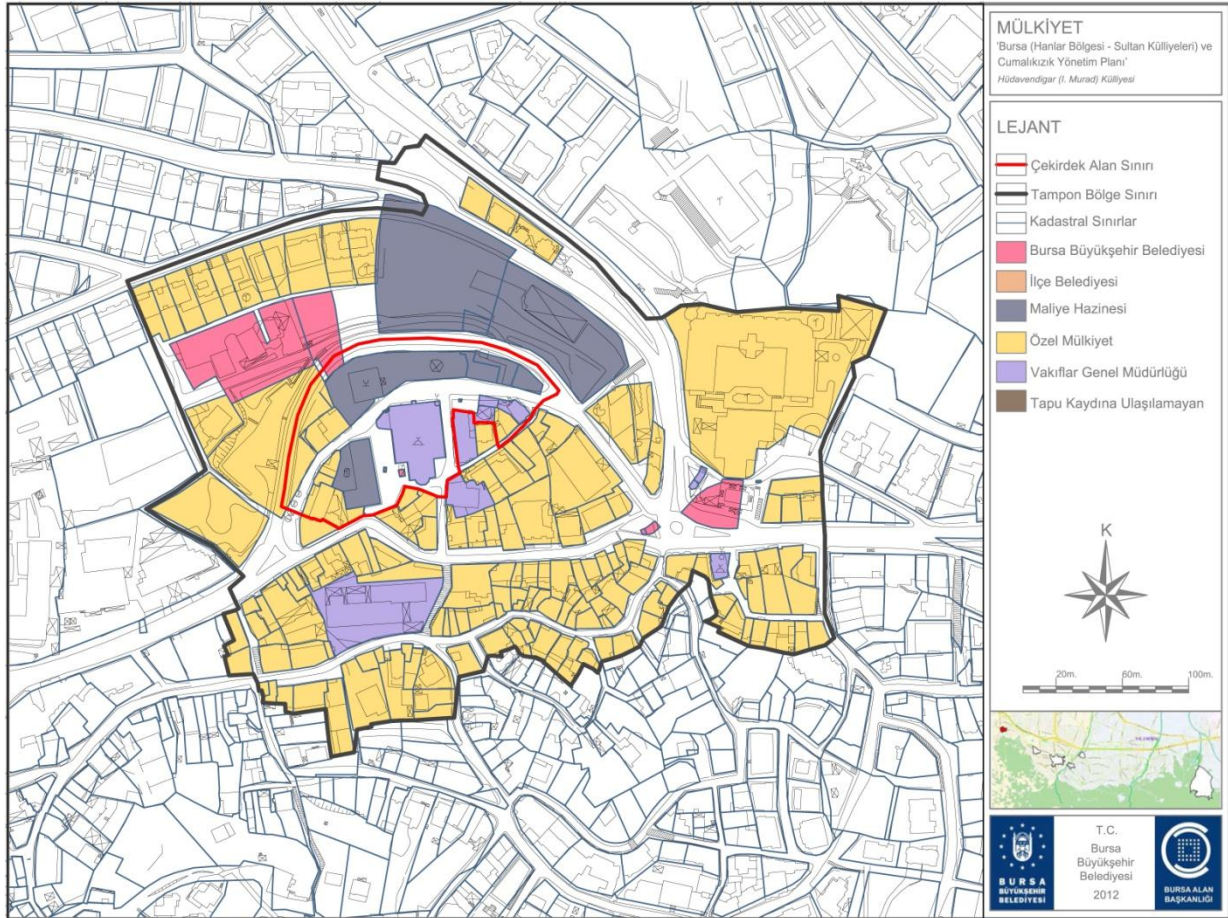 MÜLKİYET
'Bursa (Hanlar Bölgesi - Sultan Külliyeleri) ve
Cumalıkızık Yönetim Planı'
Hüdavendigar (I. Murad) Külliyesi
LEJANT
Çekirdek Alan Sınırı
Tampon Bölge Sınırı
Kadastral Sınırlar
Bursa Büyükşehir Belediyesi
İlçe Belediyesi
Maliye Hazinesi
Özel Mülkiyet
Vakıflar Genel Müdürlüğü
Tapu Kaydına Ulaşılamayan
K
20m. 60m. 100m.
BURSA
BÜYÜKŞEHİR
BELEDİYESİ
T.C.
Bursa
Büyükşehir
Belediyesi
2012
BURSA ALAN
BAŞKANLIĞI